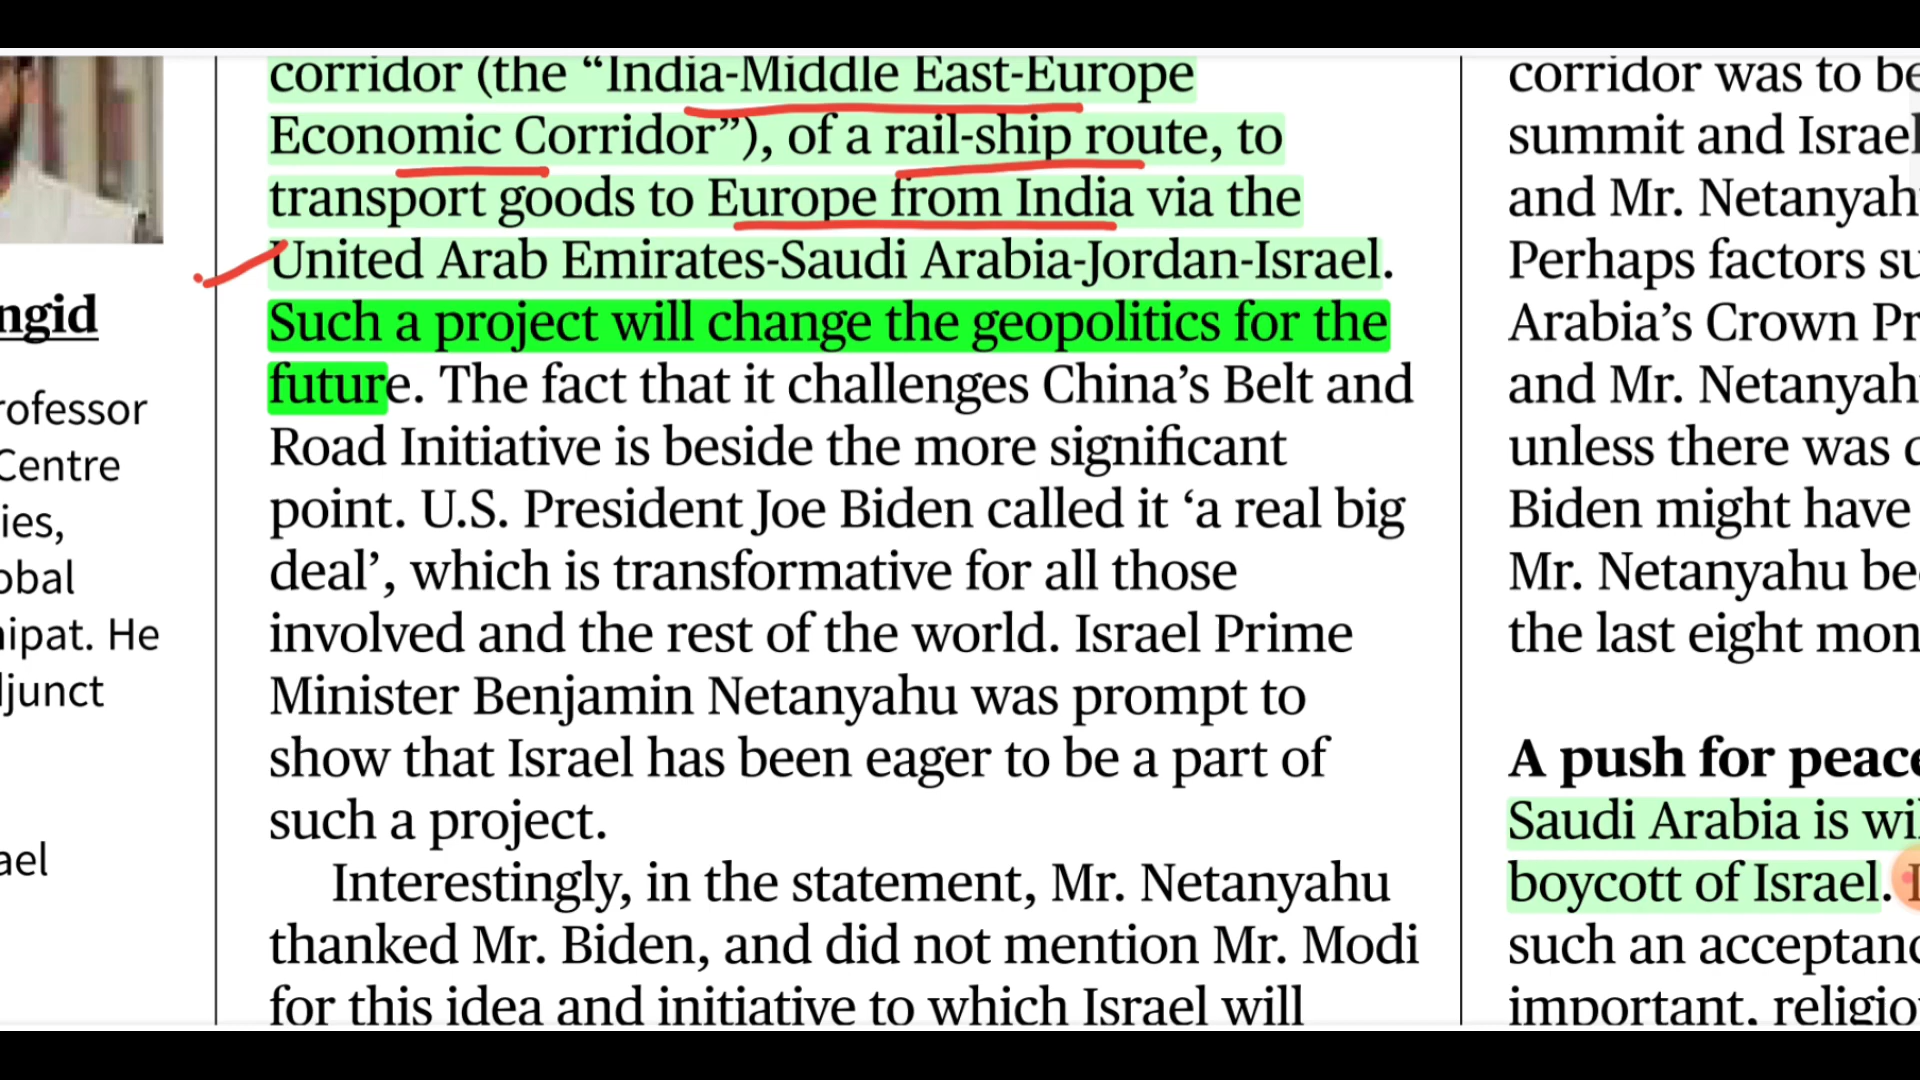 ngid
rofessor
Centre
ies,
obal
nipat. He
djunct
ael
corridor (the “India-Middle East-Europe
Economic Corridor”), of a rail-ship route, to
transport goods to Europe from India via the
United Arab Emirates-Saudi Arabia-Jordan-Israel.
Such a project will change the geopolitics for the
future. The fact that it challenges China’s Belt and
Road Initiative is beside the more significant
point. U.S. President Joe Biden called it ‘a real big
deal’, which is transformative for all those
involved and the rest of the world. Israel Prime
Minister Benjamin Netanyahu was prompt to
show that Israel has been eager to be a part of
such a project.
Interestingly, in the statement, Mr. Netanyahu
thanked Mr. Biden, and did not mention Mr. Modi
for this idea and initiative to which Israel will
corridor was to be
summit and Israel
and Mr. Netanyah
Perhaps factors su
Arabia’s Crown Pr
and Mr. Netanyah
unless there was c
Biden might have
Mr. Netanyahu be
the last eight mon
A push for peace
Saudi Arabia is wil
boycott of Israel. I
such an acceptanc
important, religio